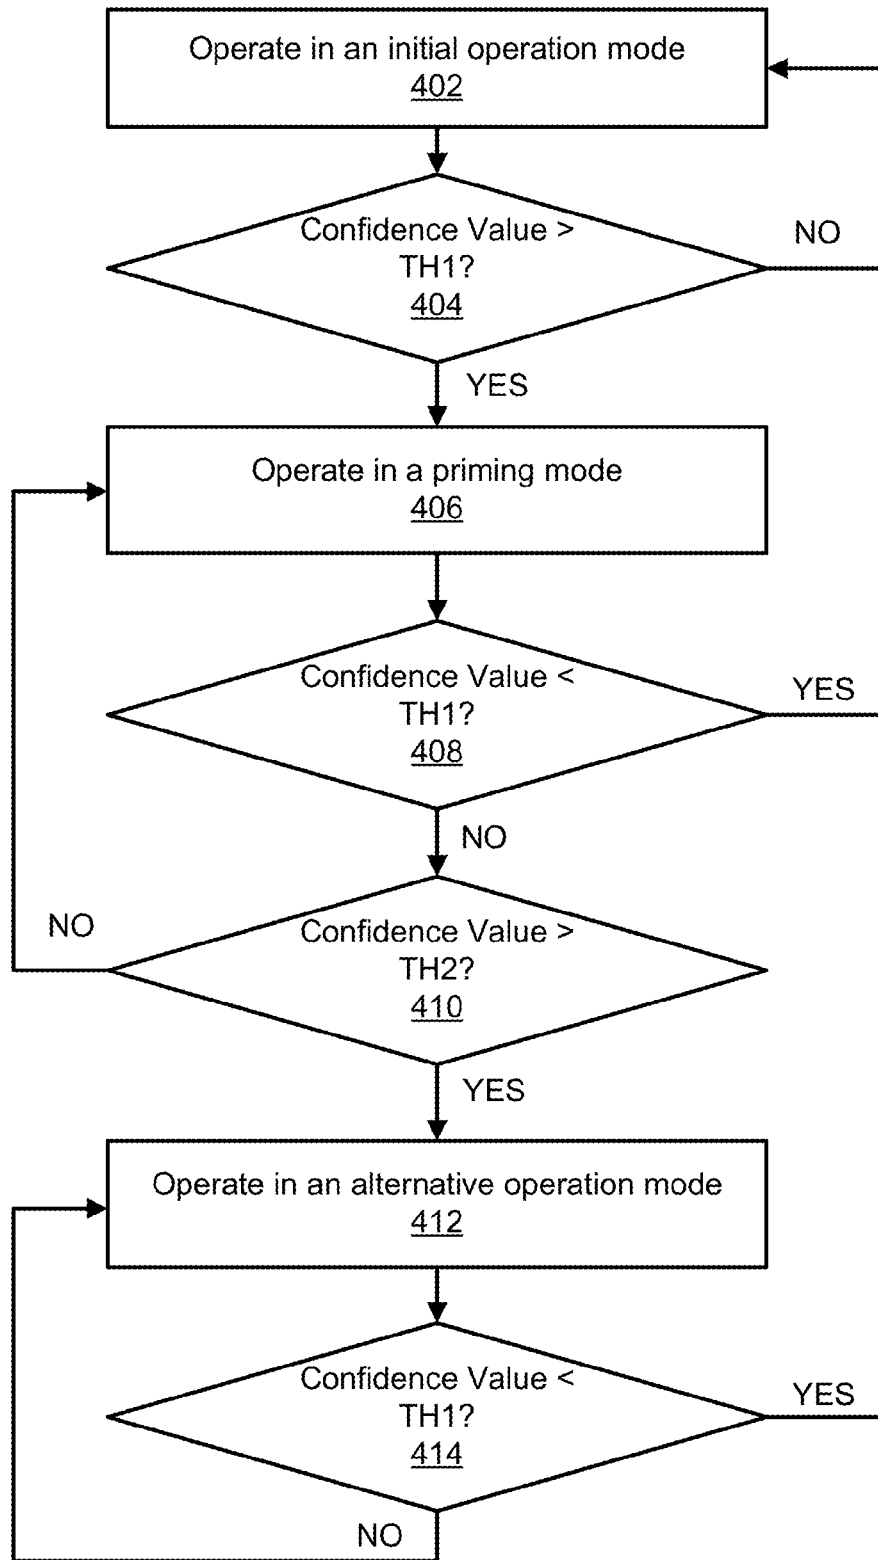 Operate in an initial operation mode
402
Confidence Value >
TH1?
404
NO
YES
Operate in a priming mode
406
Confidence Value <
TH1?
408
YES
NO
Confidence Value >
TH2?
410
NO
YES
Operate in an alternative operation mode
412
Confidence Value <
TH1?
414
YES
NO